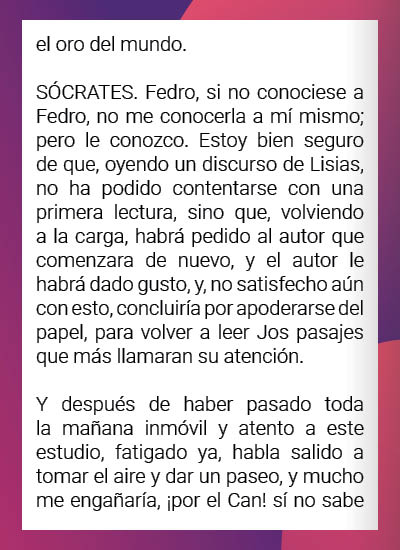 el oro del mundo.
SÓCRATES. Fedro, si no conociese a
Fedro, no me conocerla a mí mismo;
pero le conozco. Estoy bien seguro
de que, oyendo un discurso de Lisias,
no ha podido contentarse con una
primera lectura, sino que, volviendo
a la carga, habrá pedido al autor que
comenzara de nuevo, y el autor le
habrá dado gusto, y, no satisfecho aún
con esto, concluiría por apoderarse del
papel, para volver a leer Jos pasajes
que más llamaran su atención.
Y después de haber pasado toda
la mañana inmóvil y atento a este
estudio, fatigado ya, habla salido a
tomar el aire y dar un paseo, y mucho
me engañaría, ¡por el Can! sí no sabe